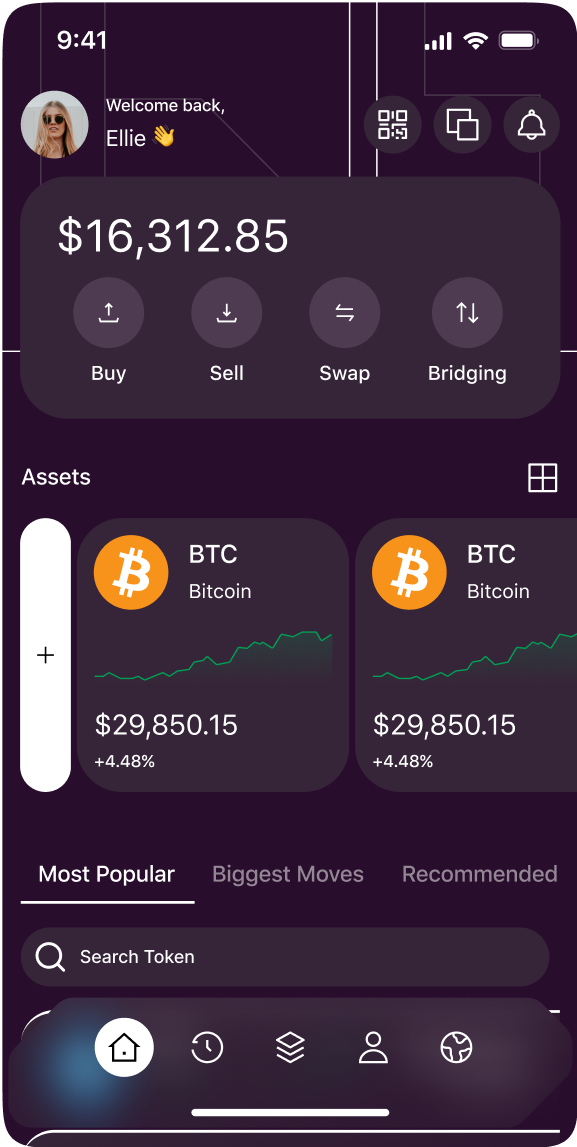 9:41
Welcome back,
Ellie 👋
$16,312.85
Buy Sell Swap Bridging
Assets
BTC
Bitcoin
$29,850.15
+4.48%
BTC
Bitcoin
$29,850.15
+4.48%
+
Most Popular Biggest Moves Recommended
Search Token